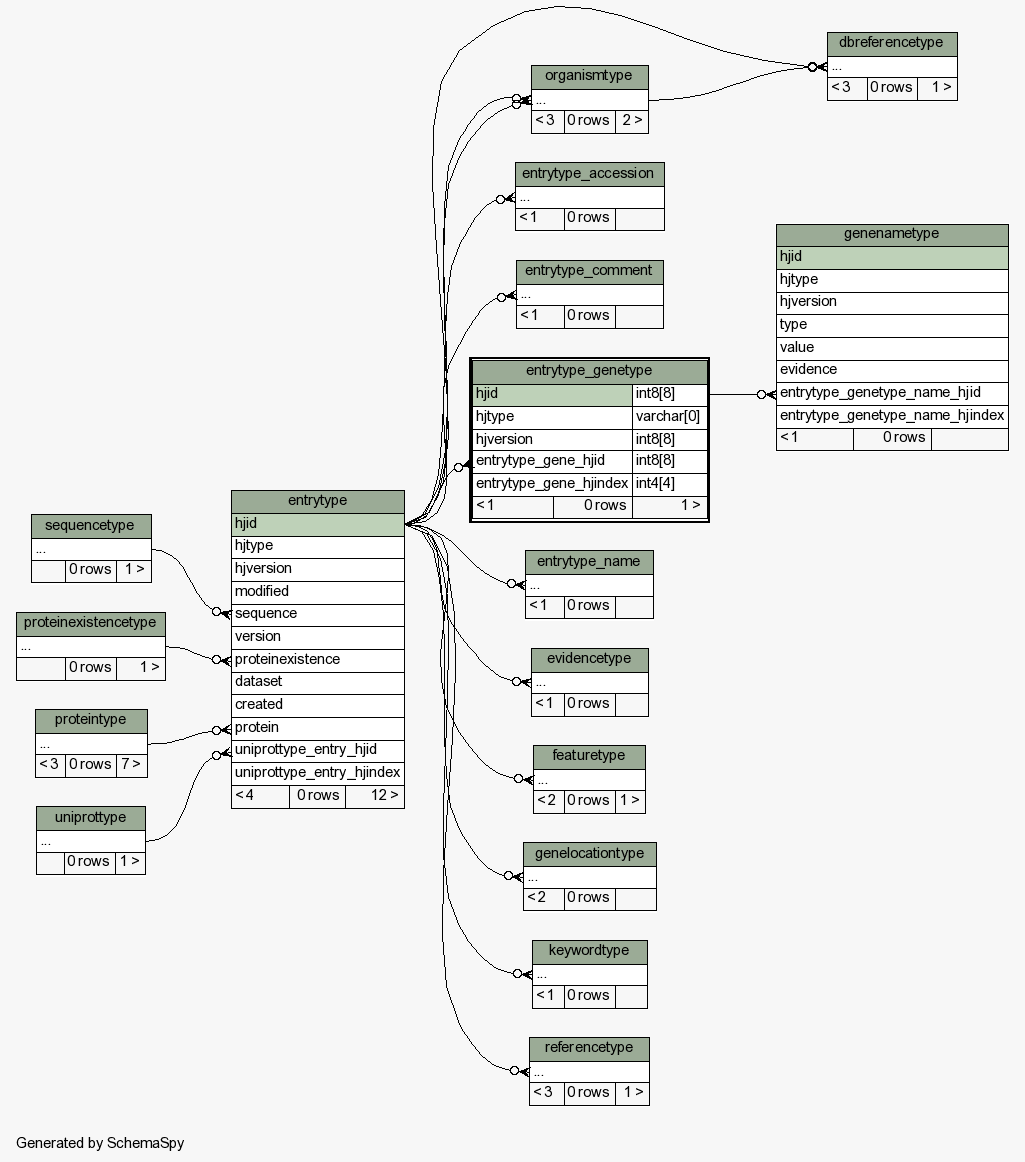 dbreferencetype
...
< 3 0 rows 1 >
organismtype
...
< 3 0 rows 2 >
entrytype_accession
...
< 1 0 rows
entrytype_comment
...
< 1 0 rows
genenametype
hjid
hjtype
hjversion
type
value
evidence
entrytype_genetype_name_hjid
entrytype_genetype_name_hjindex
< 1 0 rows
entrytype_genetype
hjid int8[8]
hjtype varchar[0]
hjversion int8[8]
entrytype_gene_hjid int8[8]
entrytype_gene_hjindex int4[4]
< 1 0 rows 1 >
entrytype
hjid
hjtype
hjversion
modified
sequence
version
proteinexistence
dataset
created
protein
uniprottype_entry_hjid
uniprottype_entry_hjindex
< 4 0 rows 12 >
sequencetype
...
0 rows 1 >
proteinexistencetype
...
0 rows 1 >
proteintype
...
< 3 0 rows 7 >
uniprottype
...
0 rows 1 >
entrytype_name
...
< 1 0 rows
evidencetype
...
< 1 0 rows
featuretype
...
< 2 0 rows 1 >
genelocationtype
...
< 2 0 rows
keywordtype
...
< 1 0 rows
referencetype
...
< 3 0 rows 1 >
Generated by SchemaSpy